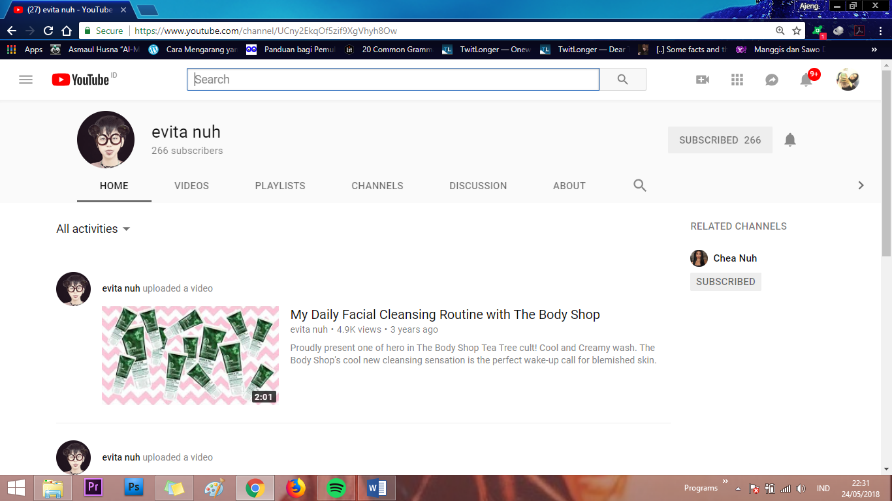 Ajeng
(27) evita nuh - YouTube
Secure | https://www.youtube.com/channel/UCny2EkqOf5zif9XgVhyh8Ow
Apps Asmaul Husna "Al-M Cara Mengarang yan Panduan bagi Pemul 20 Common Gramm TwitLonger — Onew TwitLonger — Dear [..] Some facts and th Manggis dan Sawo »
YouTube ID
Search
9+
evita nuh
266 subscribers
SUBSCRIBED 266
HOME VIDEOS PLAYLISTS CHANNELS DISCUSSION ABOUT
All activities
RELATED CHANNELS
Chea Nuh
SUBSCRIBED
evita nuh uploaded a video
My Daily Facial Cleansing Routine with The Body Shop
evita nuh • 4.9K views • 3 years ago
Proudly present one of hero in The Body Shop Tea Tree cult! Cool and Creamy wash. The
Body Shop's cool new cleansing sensation is the perfect wake-up call for blemished skin.
2:01
evita nuh uploaded a video
Pr
Ps
W
Programs »
IND
22:31
24/05/2018